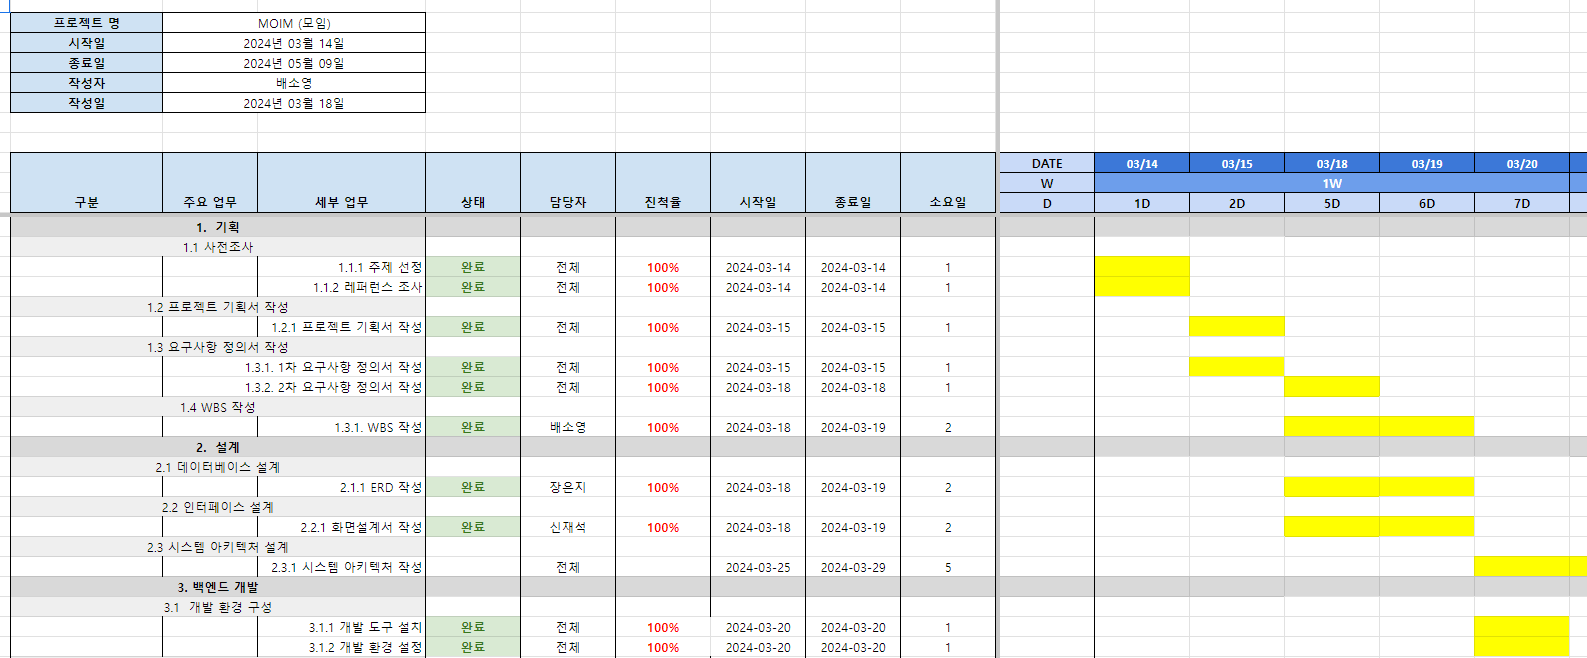 프로젝트 명 MOIM (모임)
시작일 2024년 03월 14일
종료일 2024년 05월 09일
작성자 배소영
작성일 2024년 03월 18일
DATE 03/14 03/15 03/18 03/19 03/20
W 1W
구분 주요 업무 세부 업무 상태 담당자 진척율 시작일 종료일 소요일 D 1D 2D 5D 6D 7D
1. 기획
1.1 사전조사
1.1.1 주제 선정 완료 전체 100% 2024-03-14 2024-03-14 1
1.1.2 레퍼런스 조사 완료 전체 100% 2024-03-14 2024-03-14 1
1.2 프로젝트 기획서 작성
1.2.1 프로젝트 기획서 작성 완료 전체 100% 2024-03-15 2024-03-15 1
1.3 요구사항 정의서 작성
1.3.1. 1차 요구사항 정의서 작성 완료 전체 100% 2024-03-15 2024-03-15 1
1.3.2. 2차 요구사항 정의서 작성 완료 전체 100% 2024-03-18 2024-03-18 1
1.4 WBS 작성
1.3.1. WBS 작성 완료 배소영 100% 2024-03-18 2024-03-19 2
2. 설계
2.1 데이터베이스 설계
2.1.1 ERD 작성 완료 장은지 100% 2024-03-18 2024-03-19 2
2.2 인터페이스 설계
2.2.1 화면설계서 작성 완료 신재석 100% 2024-03-18 2024-03-19 2
2.3 시스템 아키텍처 설계
2.3.1 시스템 아키텍처 작성 전체 2024-03-25 2024-03-29 5
3. 백엔드 개발
3.1 개발 환경 구성
3.1.1 개발 도구 설치 완료 전체 100% 2024-03-20 2024-03-20 1
3.1.2 개발 환경 설정 완료 전체 100% 2024-03-20 2024-03-20 1